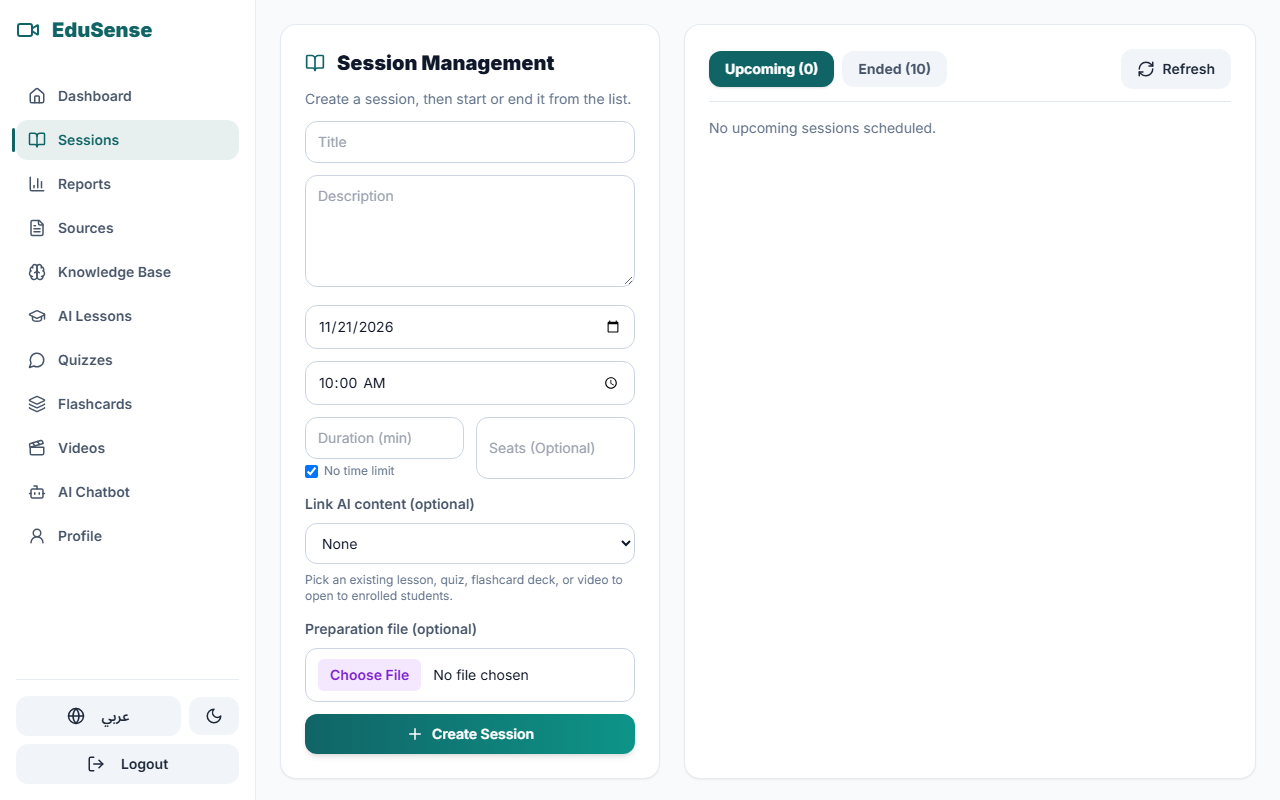 EduSense
Dashboard
Sessions
Reports
Sources
Knowledge Base
AI Lessons
Quizzes
Flashcards
Videos
AI Chatbot
Profile
عربي
Logout
Session Management
Create a session, then start or end it from the list.
Title
Description
11/21/2026
10:00 AM
Duration (min)
Seats (Optional)
No time limit
Link AI content (optional)
None
Pick an existing lesson, quiz, flashcard deck, or video to
open to enrolled students.
Preparation file (optional)
Choose File No file chosen
Create Session
Upcoming (0)
Ended (10)
Refresh
No upcoming sessions scheduled.